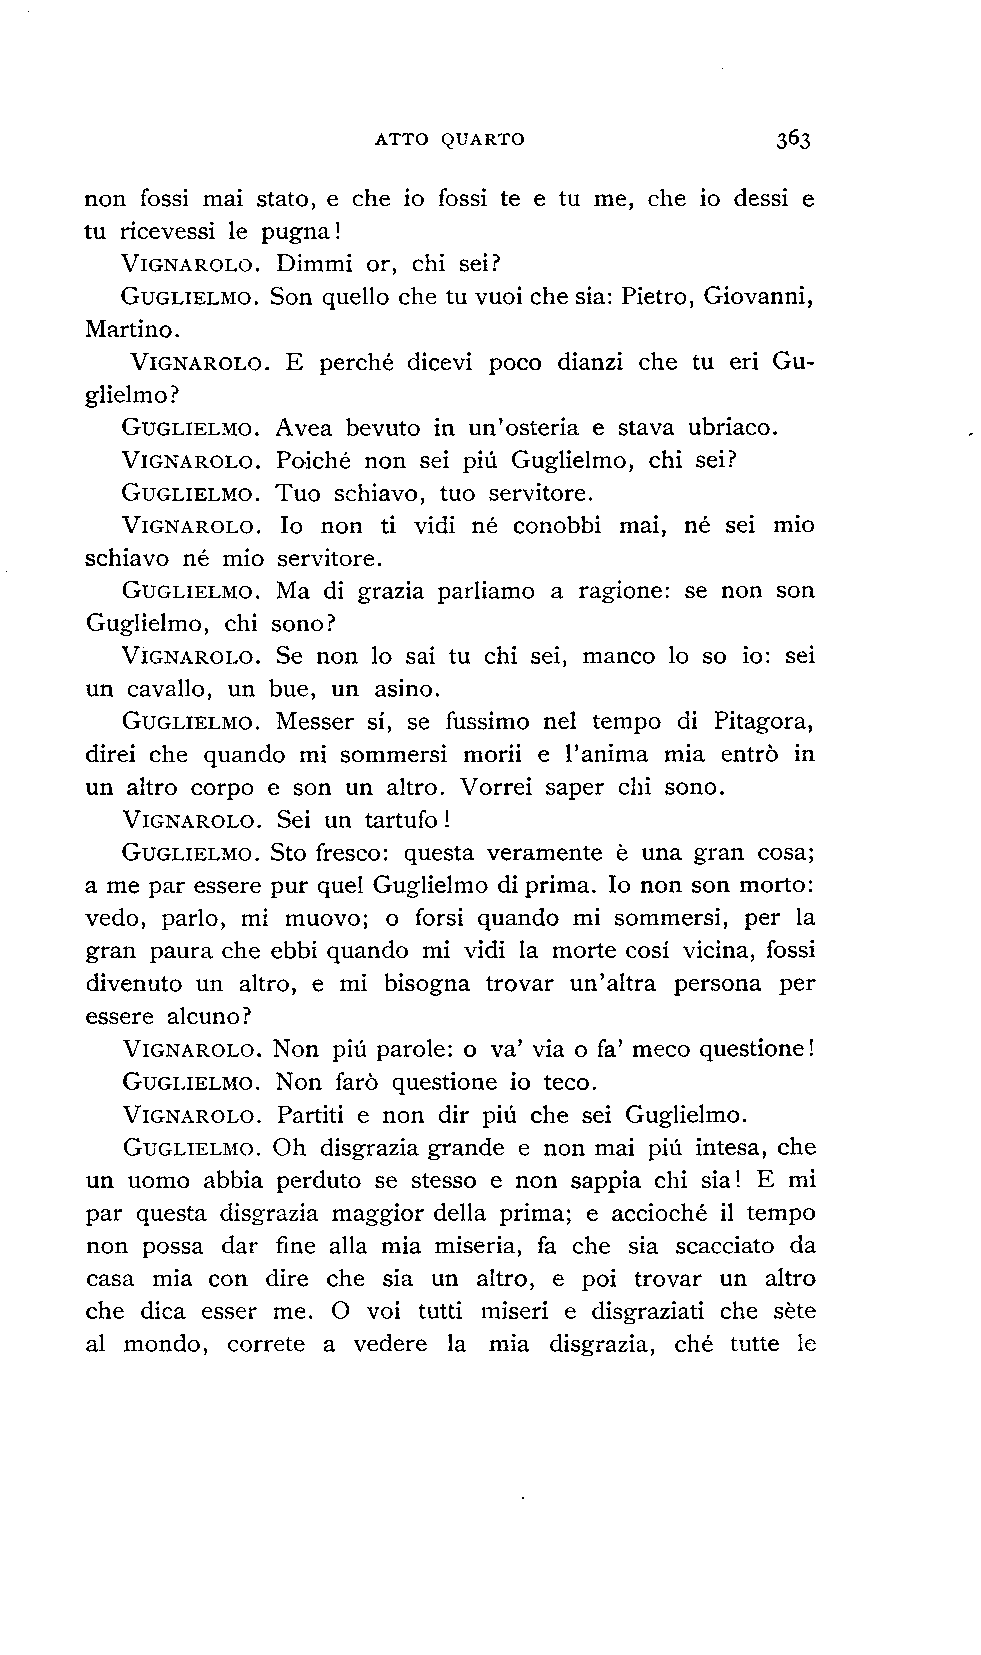 ATTO QUARTO 363
non fossi mai stato, e che io fossi te e tu me, che io dessi e
tu ricevessi le pugna!
VIGNAROLO. Dimmi or, chi sei?
GUGLIELMO. Son quello che tu vuoi che sia: Pietro, Giovanni,
Martino.
VIGNAROLO. E perché dicevi poco dianzi che tu eri Gu-
glielmo?
GUGLIELMO. Avea bevuto in un'osteria e stava ubriaco.
VIGNAROLO. Poiché non sei piú Guglielmo, chi sei?
GUGLIELMO. Tuo schiavo, tuo servitore.
VIGNAROLO. Io non ti vidi né conobbi mai, né sei mio
schiavo né mio servitore.
GUGLIELMO. Ma di grazia parliamo a ragione: se non son
Guglielmo, chi sono?
VIGNAROLO. Se non lo sai tu chi sei, manco lo so io: sei
un cavallo, un bue, un asino.
GUGLIELMO. Messer sí, se fussimo nel tempo di Pitagora,
direi che quando mi sommersi morii e l'anima mia entrò in
un altro corpo e son un altro. Vorrei saper chi sono.
VIGNAROLO. Sei un tartufo!
GUGLIELMO. Sto fresco: questa veramente è una gran cosa;
a me par essere pur quel Guglielmo di prima. Io non son morto:
vedo, parlo, mi muovo; o forsi quando mi sommersi, per la
gran paura che ebbi quando mi vidi la morte cosí vicina, fossi
divenuto un altro, e mi bisogna trovar un'altra persona per
essere alcuno?
VIGNAROLO. Non piú parole: o va' via o fa' meco questione!
GUGLIELMO. Non farò questione io teco.
VIGNAROLO. Partiti e non dir piú che sei Guglielmo.
GUGLIELMO. Oh disgrazia grande e non mai piú intesa, che
un uomo abbia perduto se stesso e non sappia chi sia! E mi
par questa disgrazia maggior della prima; e accioché il tempo
non possa dar fine alla mia miseria, fa che sia scacciato da
casa mia con dire che sia un altro, e poi trovar un altro
che dica esser me. O voi tutti miseri e disgraziati che sète
al mondo, correte a vedere la mia disgrazia, ché tutte le